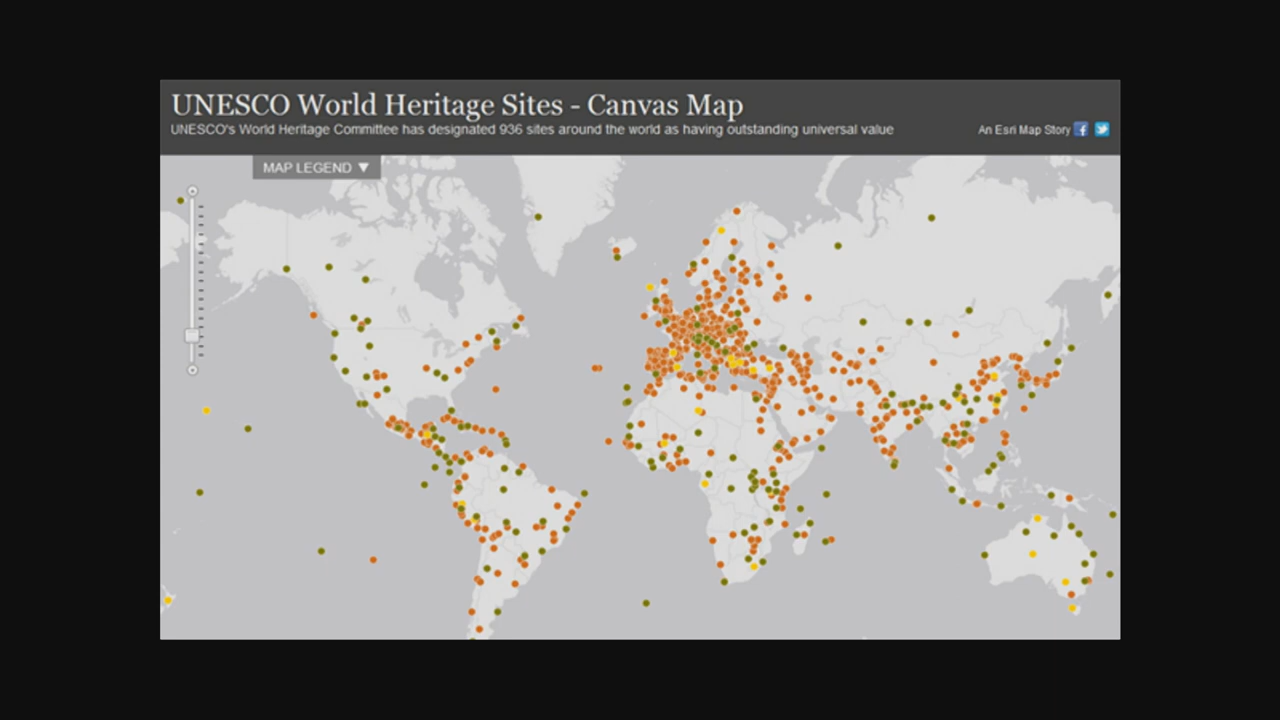 UNESCO World Heritage Sites - Canvas Map
UNESCO's World Heritage Committee has designated 936 sites around the world as having outstanding universal value
An Esri Map Story
MAP LEGEND ▼